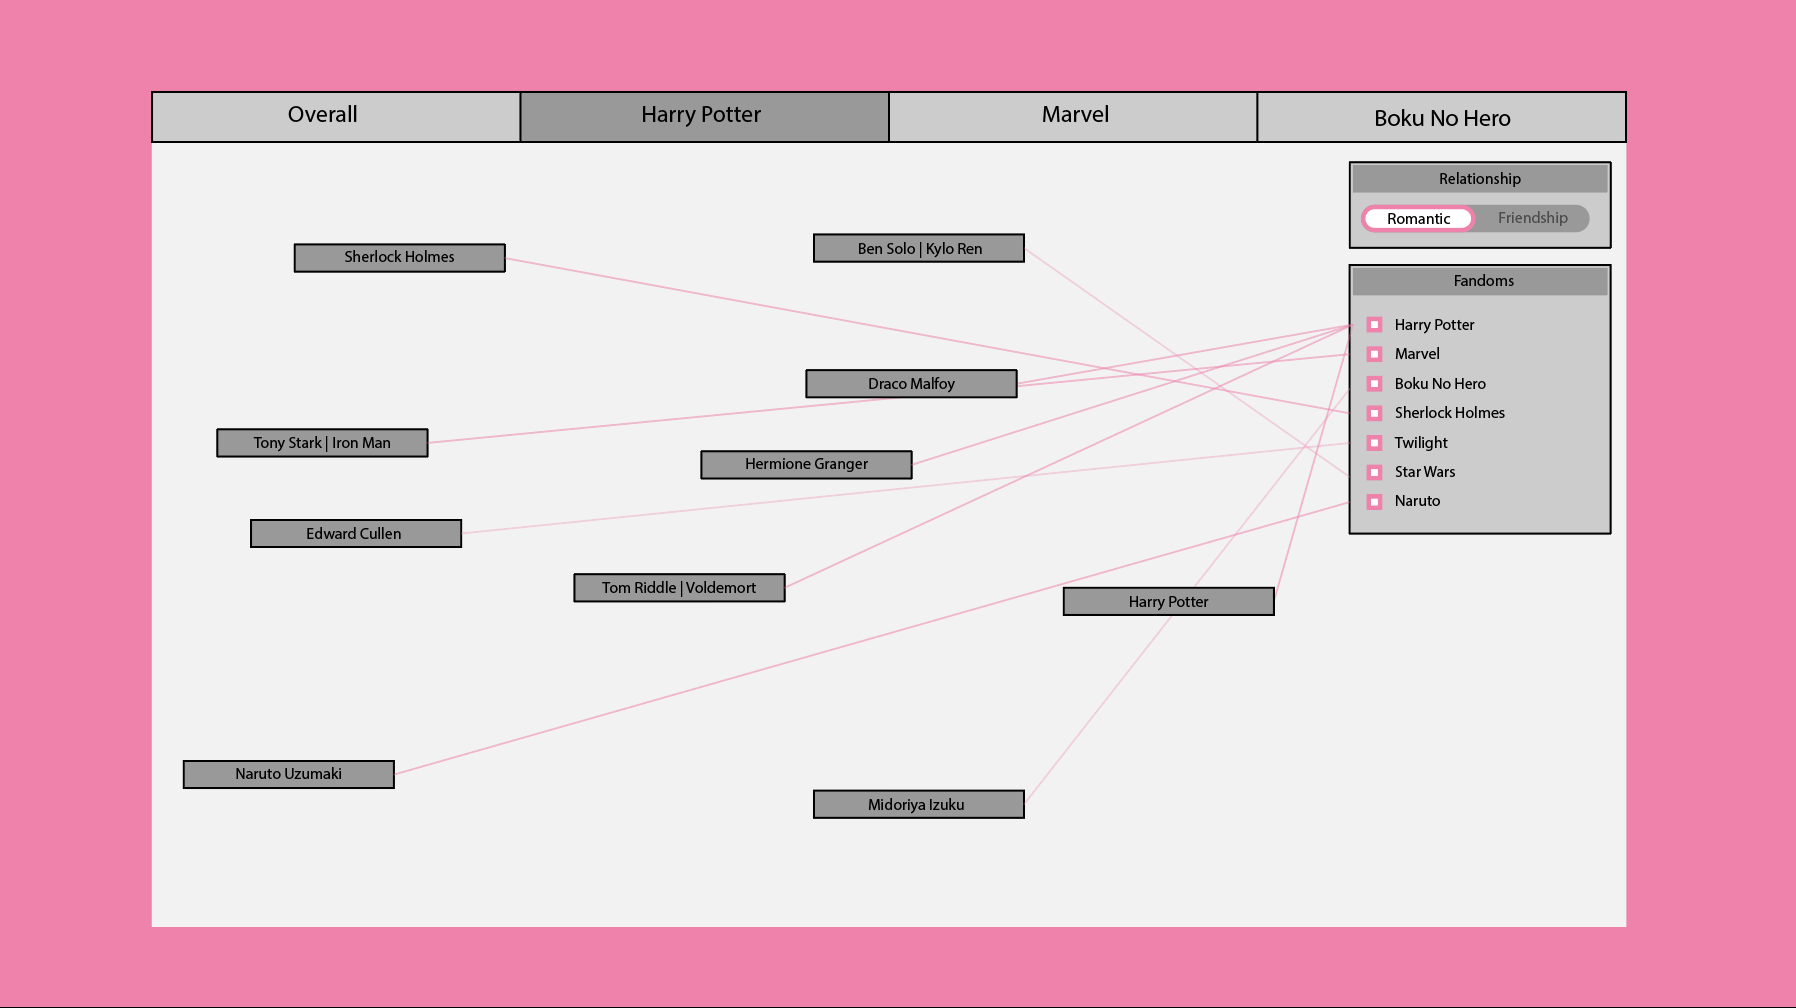 Overall
Harry Potter
Marvel
Boku No Hero
Relationship
Romantic
Friendship
Sherlock Holmes
Ben Solo | Kylo Ren
Draco Malfoy
Tony Stark | Iron Man
Hermione Granger
Edward Cullen
Tom Riddle | Voldemort
Harry Potter
Naruto Uzumaki
Midoriya Izuku
Fandoms
Harry Potter
Marvel
Boku No Hero
Sherlock Holmes
Twilight
Star Wars
Naruto